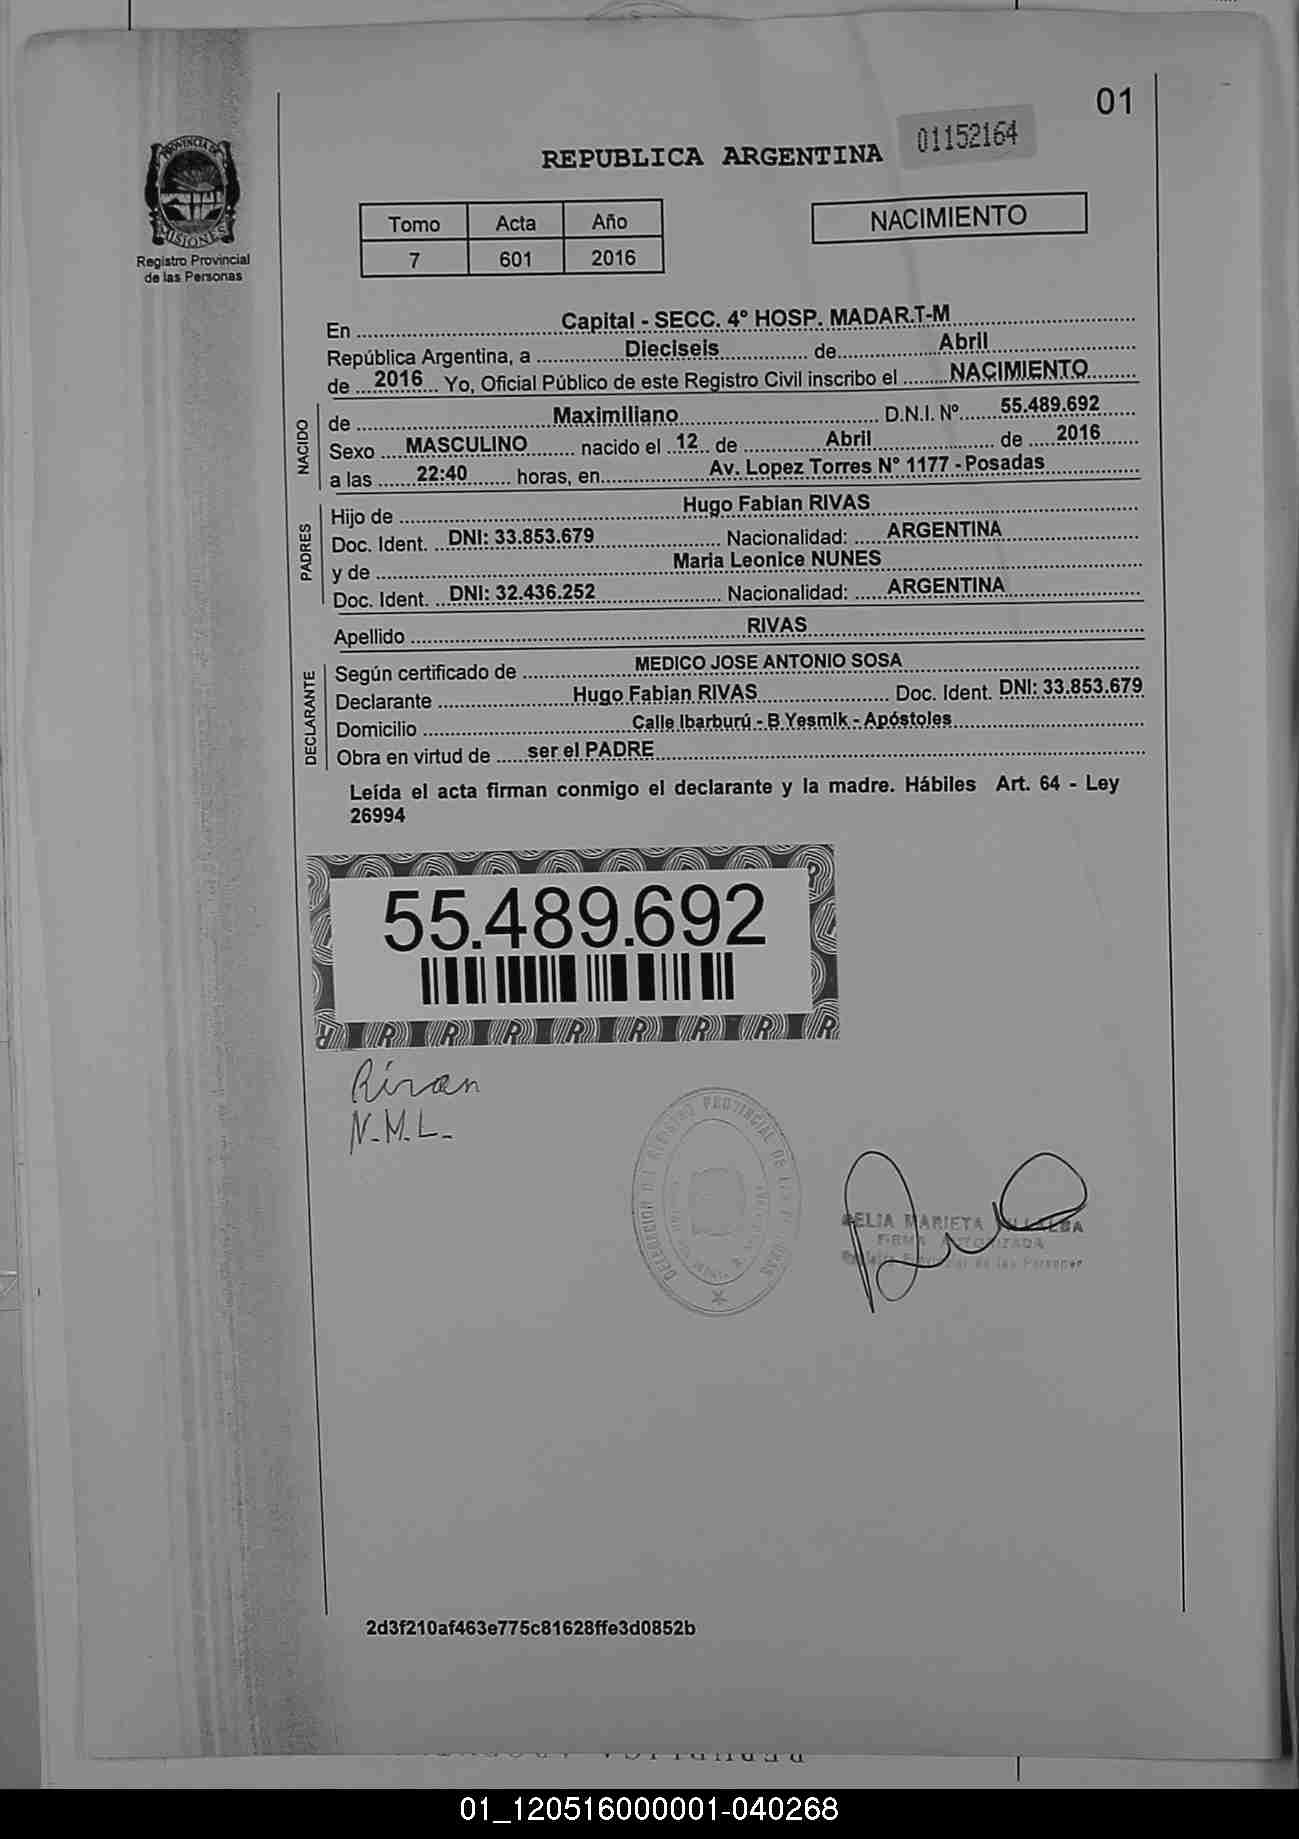 01
01152164
REPUBLICA ARGENTINA
PROVINCIA DE
MISIONES
Registro Provincial
de las Personas
Tomo Acta Año
7 601 2016
NACIMIENTO
En Capital - SECC. 4° HOSP. MADAR.T-M
República Argentina, a Dieciseis de Abril
de 2016 Yo, Oficial Público de este Registro Civil inscribo el NACIMIENTO
NACIDO
de Maximiliano D.N.I. Nº 55.489.692
Sexo MASCULINO nacido el 12 de Abril de 2016
a las 22:40 horas, en Av. Lopez Torres N° 1177 - Posadas
PADRES
Hijo de Hugo Fabian RIVAS
Doc. Ident. DNI: 33.853.679 Nacionalidad: ARGENTINA
y de Maria Leonice NUNES
Doc. Ident. DNI: 32.436.252 Nacionalidad: ARGENTINA
Apellido RIVAS
DECLARANTE
Según certificado de MEDICO JOSE ANTONIO SOSA
Declarante Hugo Fabian RIVAS Doc. Ident. DNI: 33.853.679
Domicilio Calle Ibarburú - B Yesmik - Apóstoles
Obra en virtud de ser el PADRE
Leída el acta firman conmigo el declarante y la madre. Hábiles Art. 64 - Ley
26994
55.489.692
N.M.L.
PROVINCIAL DE
MARIETA
FIRMA AUTORIZADA
2d3f210af463e775c81628ffe3d0852b
01_120516000001-040268